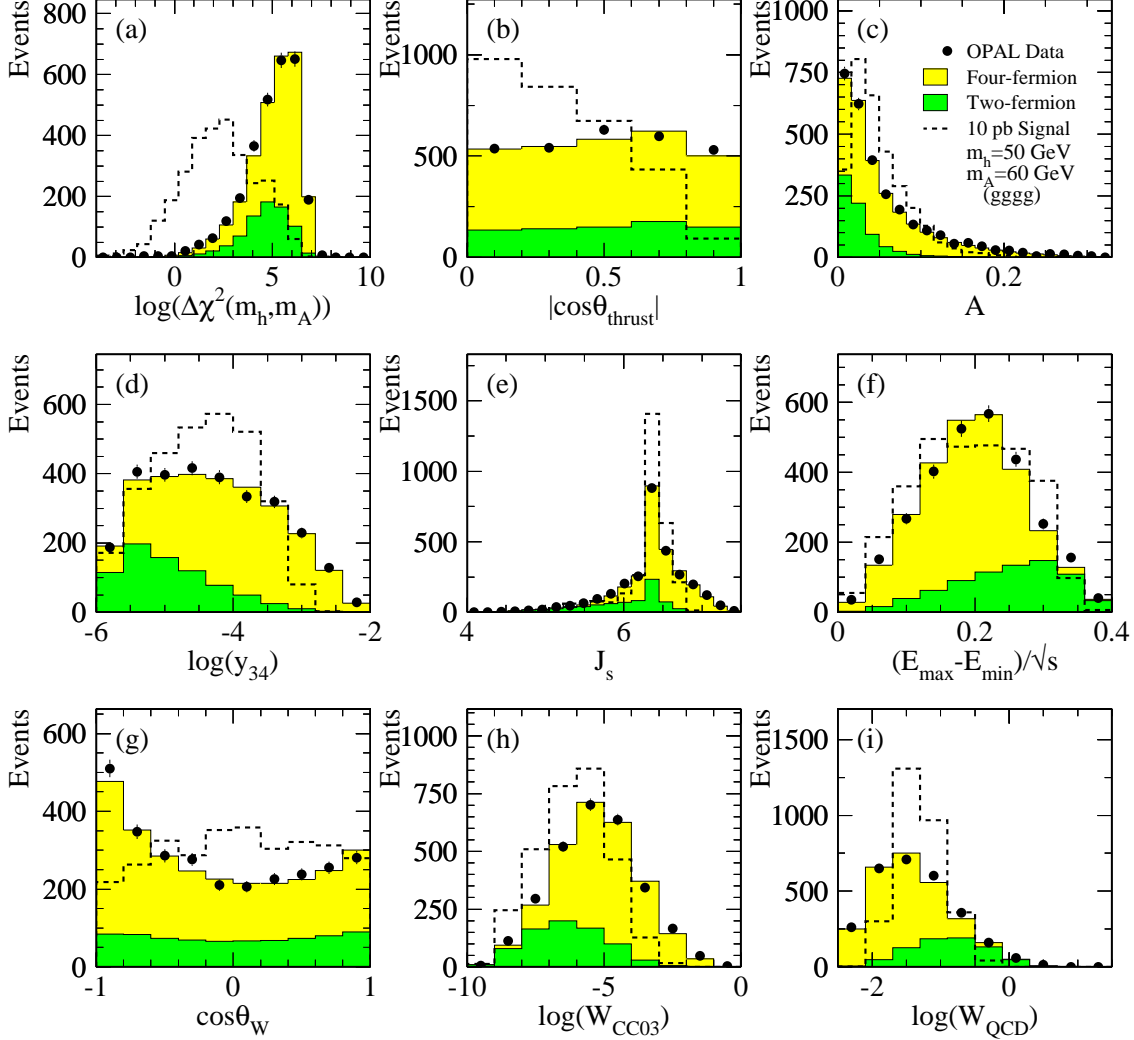 (a)
Events
800
600
400
200
0
0
5
10
log(Δχ²(m_h,m_A))
(b)
Events
1000
500
0
0
0.5
1
|cosθ_thrust|
(c)
Events
1000
750
500
250
0
0
0.2
A
OPAL Data
Four-fermion
Two-fermion
10 pb Signal
m_h=50 GeV
m_A=60 GeV
(gggg)
(d)
Events
600
400
200
0
-6
-4
-2
log(y_34)
(e)
Events
1500
1000
500
0
4
6
J_s
(f)
Events
600
400
200
0
0
0.2
0.4
(E_max-E_min)/√s
(g)
Events
600
400
200
0
-1
0
1
cosθ_W
(h)
Events
1000
750
500
250
0
-10
-5
0
log(W_CC03)
(i)
Events
1500
1000
500
0
-2
0
log(W_QCD)